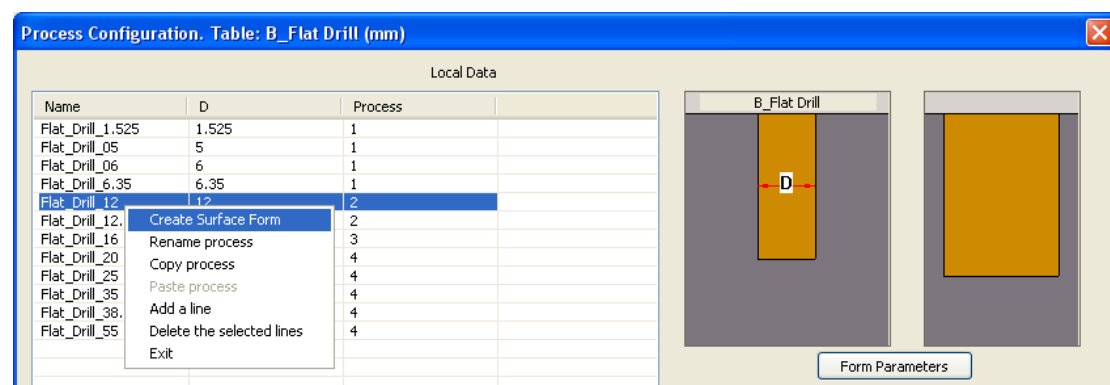 Process Configuration. Table: B_Flat Drill (mm)
Local Data
Name D Process
Flat_Drill_1.525 1.525 1
Flat_Drill_05 5 1
Flat_Drill_06 6 1
Flat_Drill_6.35 6.35 1
Flat_Drill_12 12 2
Flat_Drill_12. 2
Flat_Drill_16 3
Flat_Drill_20 4
Flat_Drill_25 4
Flat_Drill_35 4
Flat_Drill_38. 4
Flat_Drill_55 4
Create Surface Form
Rename process
Copy process
Paste process
Add a line
Delete the selected lines
Exit
B_Flat Drill
D
Form Parameters